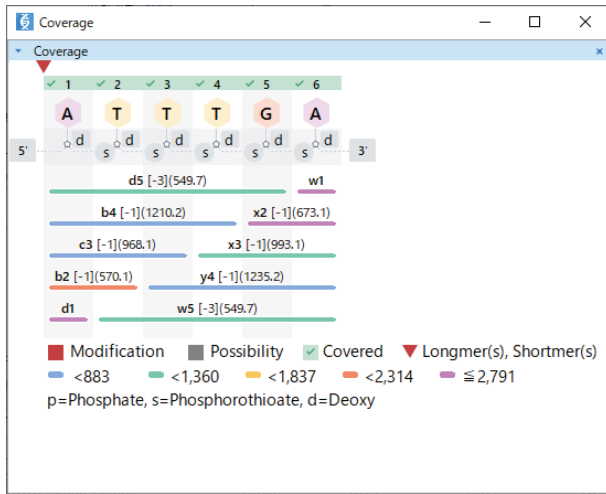 Coverage
Coverage
1 2 3 4 5 6
A T T T G A
d d d d d d
5' s s s s s 3'
d5 [-3](549.7) w1
b4 [-1](1210.2) x2 [-1](673.1)
c3 [-1](968.1) x3 [-1](993.1)
b2 [-1](570.1) y4 [-1](1235.2)
d1 w5 [-3](549.7)
Modification Possibility Covered Longmer(s), Shortmer(s)
<883 <1,360 <1,837 <2,314 ≦2,791
p=Phosphate, s=Phosphorothioate, d=Deoxy